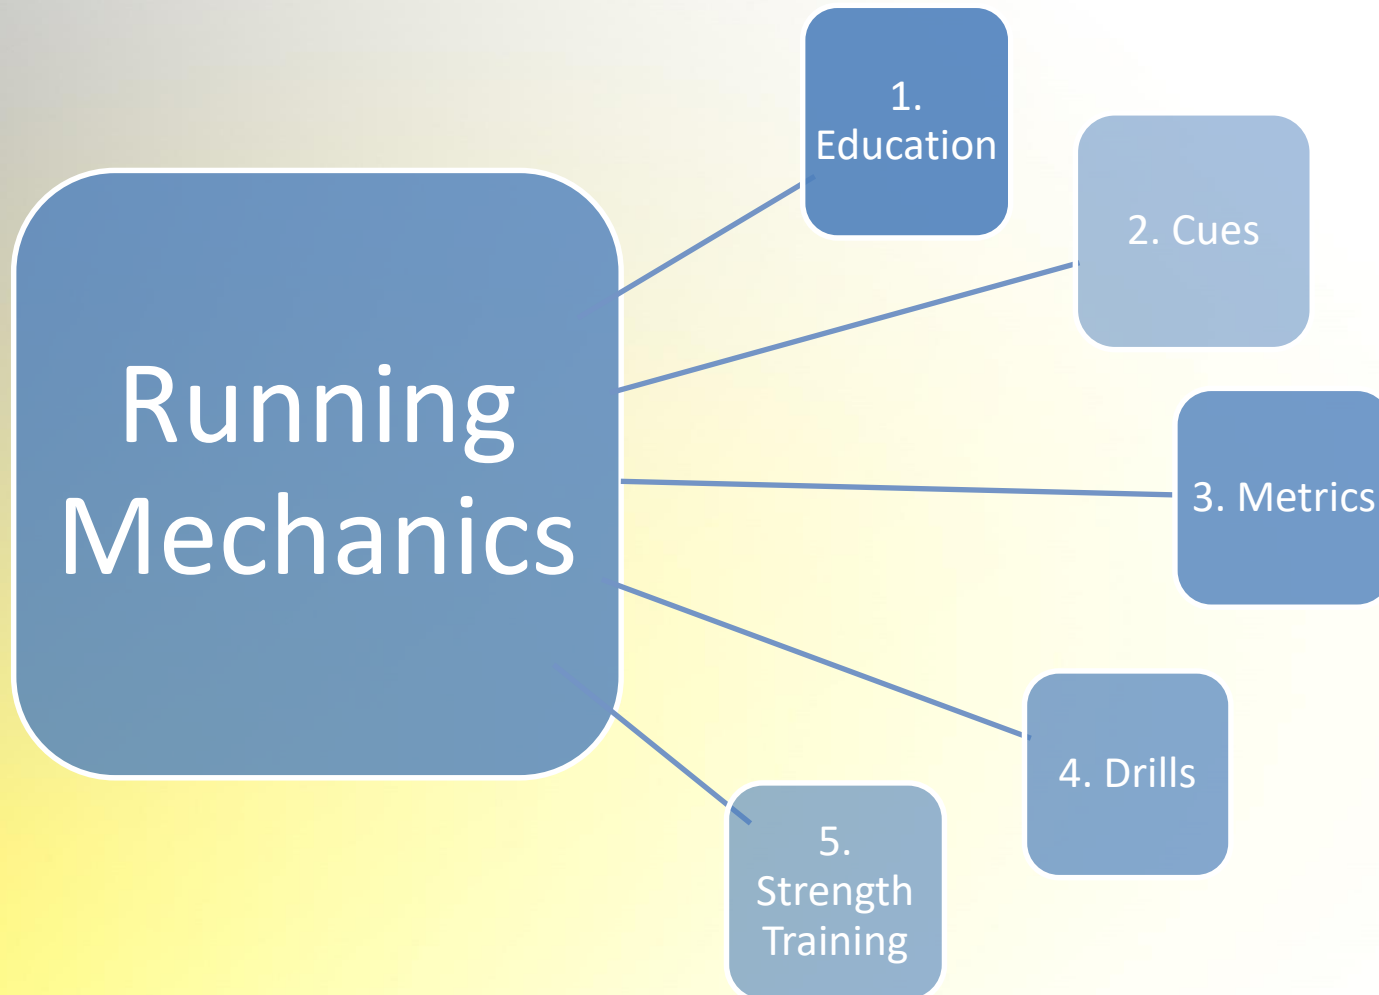 Running
Mechanics
1.
Education
2. Cues
3. Metrics
4. Drills
5.
Strength
Training